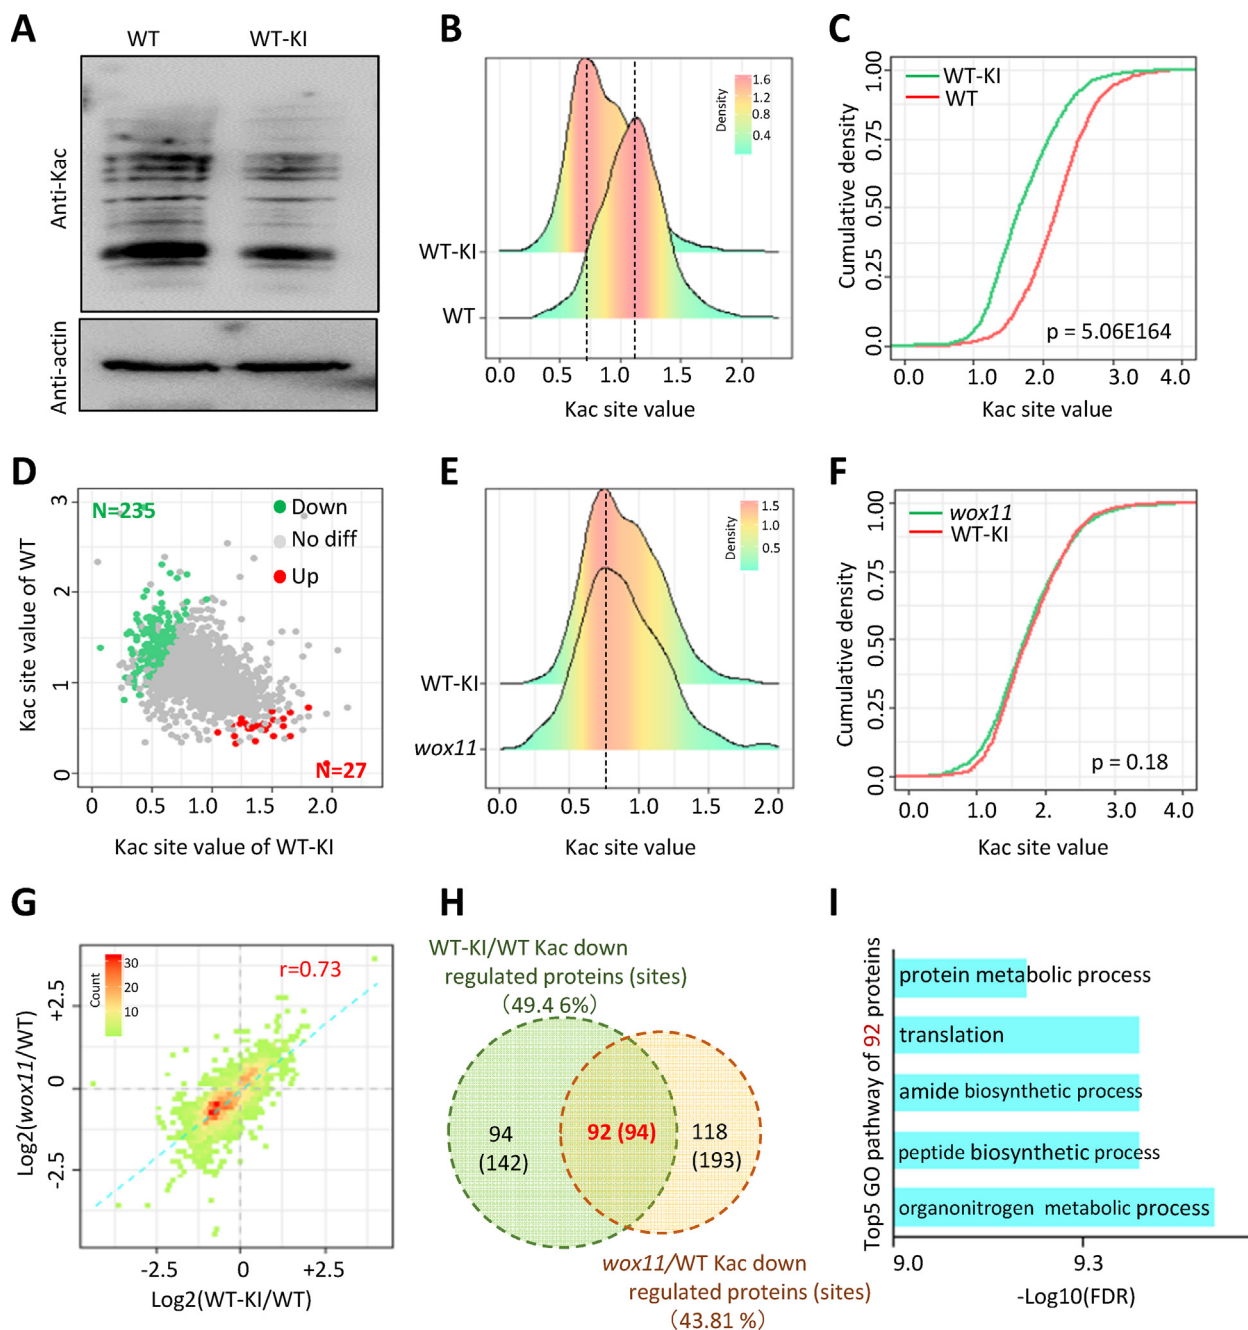 A
WT
WT-KI
Anti-Kac
Anti-actin
B
Density
1.6
1.2
0.8
0.4
WT-KI
WT
0.0
0.5
1.0
1.5
2.0
Kac site value
C
WT-KI
WT
Cumulative density
1.00
0.75
0.50
0.25
0.0
p = 5.06E164
0.0
1.0
2.0
3.0
4.0
Kac site value
D
N=235
Down
No diff
Up
N=27
Kac site value of WT
3
2
1
0
0
0.5
1.0
1.5
2.0
Kac site value of WT-KI
E
Density
1.5
1.0
0.5
WT-KI
wox11
0.0
0.5
1.0
1.5
2.0
Kac site value
F
wox11
WT-KI
Cumulative density
1.00
0.75
0.50
0.25
0.0
p = 0.18
0.0
1.0
2.
3.0
4.0
Kac site value
G
Count
30
20
10
r=0.73
Log2(wox11/WT)
+2.5
0
-2.5
-2.5
0
+2.5
Log2(WT-KI/WT)
H
WT-KI/WT Kac down
regulated proteins (sites)
(49.4 6%)
94
(142)
92 (94)
118
(193)
wox11/WT Kac down
regulated proteins (sites)
(43.81 %)
I
Top5 GO pathway of 92 proteins
protein metabolic process
translation
amide biosynthetic process
peptide biosynthetic process
organonitrogen metabolic process
9.0
9.3
-Log10(FDR)